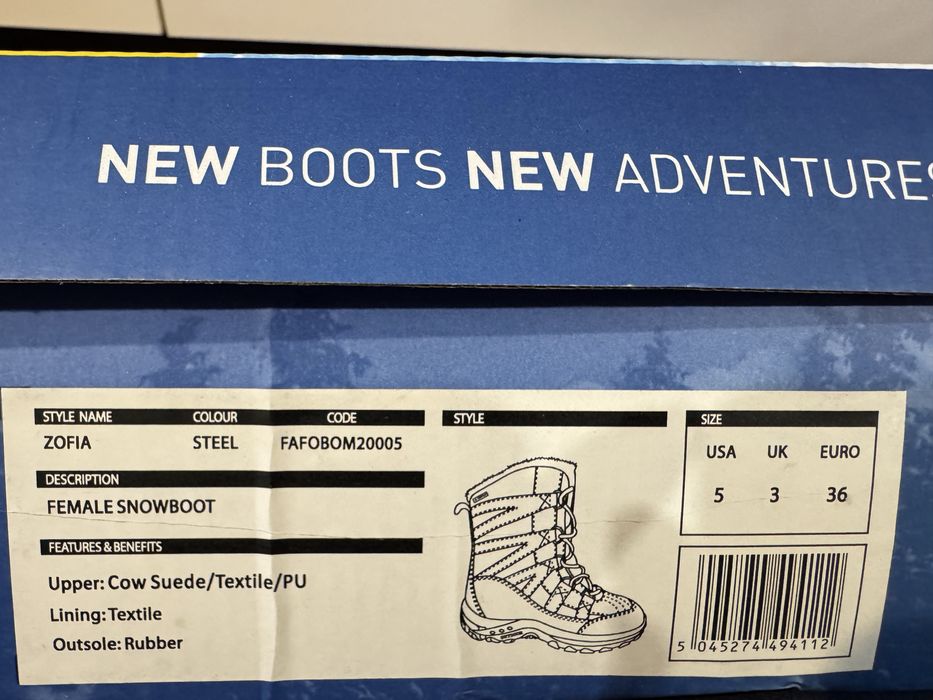 NEW BOOTS NEW ADVENTURES
STYLE NAME COLOUR CODE
ZOFIA STEEL FAFOBOM20005
DESCRIPTION
FEMALE SNOWBOOT
FEATURES & BENEFITS
Upper: Cow Suede/Textile/PU
Lining: Textile
Outsole: Rubber
STYLE
SIZE
USA UK EURO
5 3 36
5 045274 494112